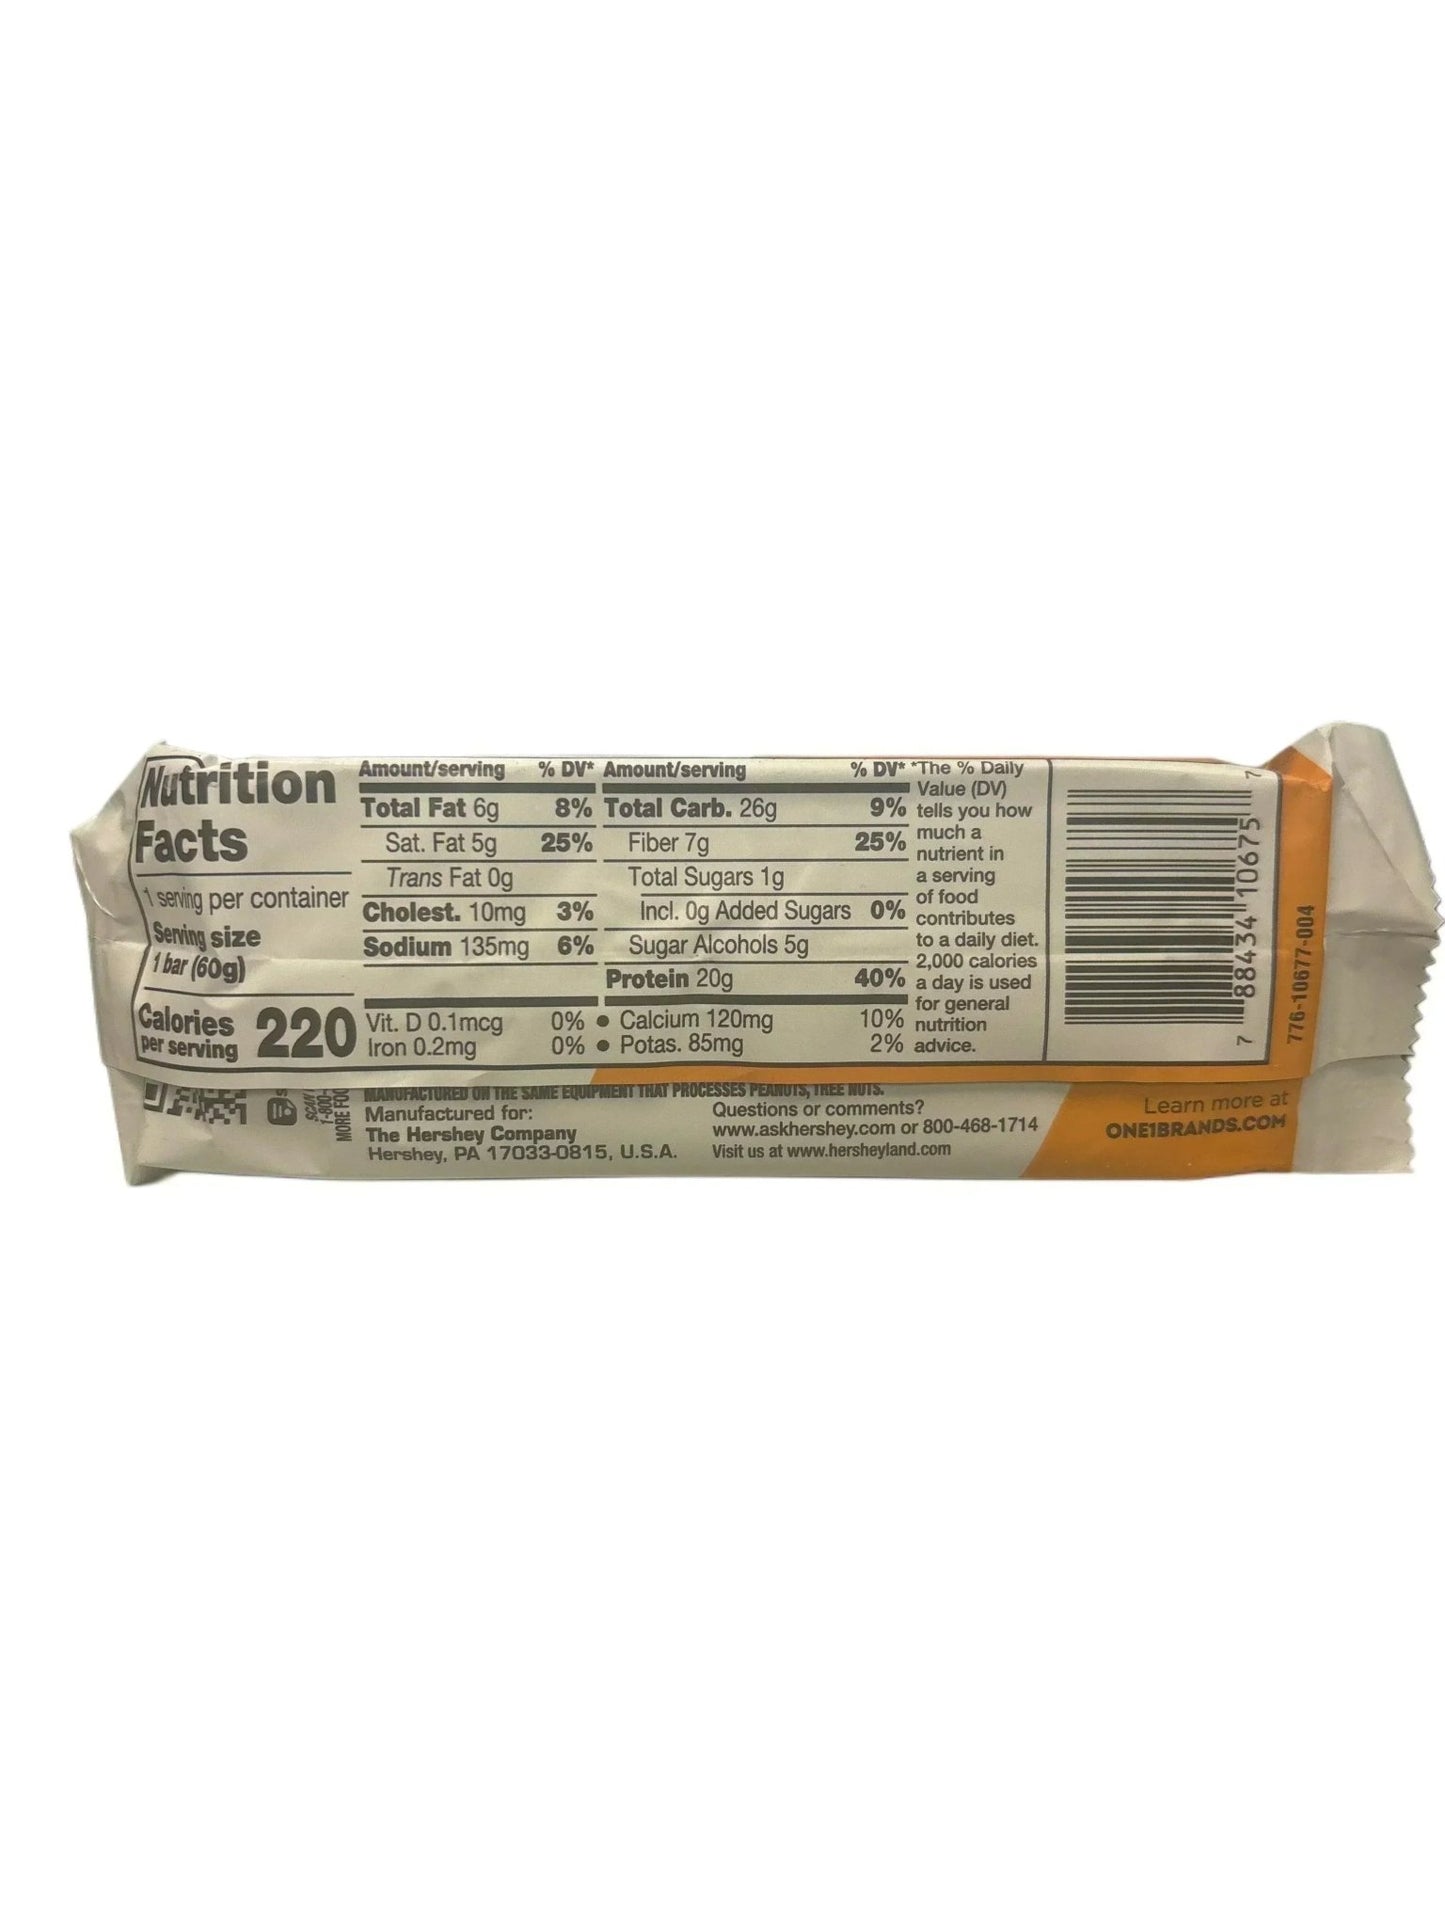 Nutrition
Facts
1 serving per container
Serving size
1 bar (60g)
Calories
per serving
220
Amount/serving % DV*
Total Fat 6g 8%
Sat. Fat 5g 25%
Trans Fat 0g
Cholest. 10mg 3%
Sodium 135mg 6%
Amount/serving % DV*
Total Carb. 26g 9%
Fiber 7g 25%
Total Sugars 1g
Incl. 0g Added Sugars 0%
Sugar Alcohols 5g
Protein 20g 40%
Vit. D 0.1mcg 0% • Calcium 120mg 10%
Iron 0.2mg 0% • Potas. 85mg 2%
*The % Daily
Value (DV)
tells you how
much a
nutrient in
a serving
of food
contributes
to a daily diet.
2,000 calories
a day is used
for general
nutrition
advice.
7 88434 10675 7
776-10677-004
SCAN
1-800-
MORE FOO
MANUFACTURED ON THE SAME EQUIPMENT THAT PROCESSES PEANUTS, TREE NUTS.
Manufactured for:
The Hershey Company
Hershey, PA 17033-0815, U.S.A.
Questions or comments?
www.askhershey.com or 800-468-1714
Visit us at www.hersheyland.com
Learn more at
ONE1BRANDS.COM